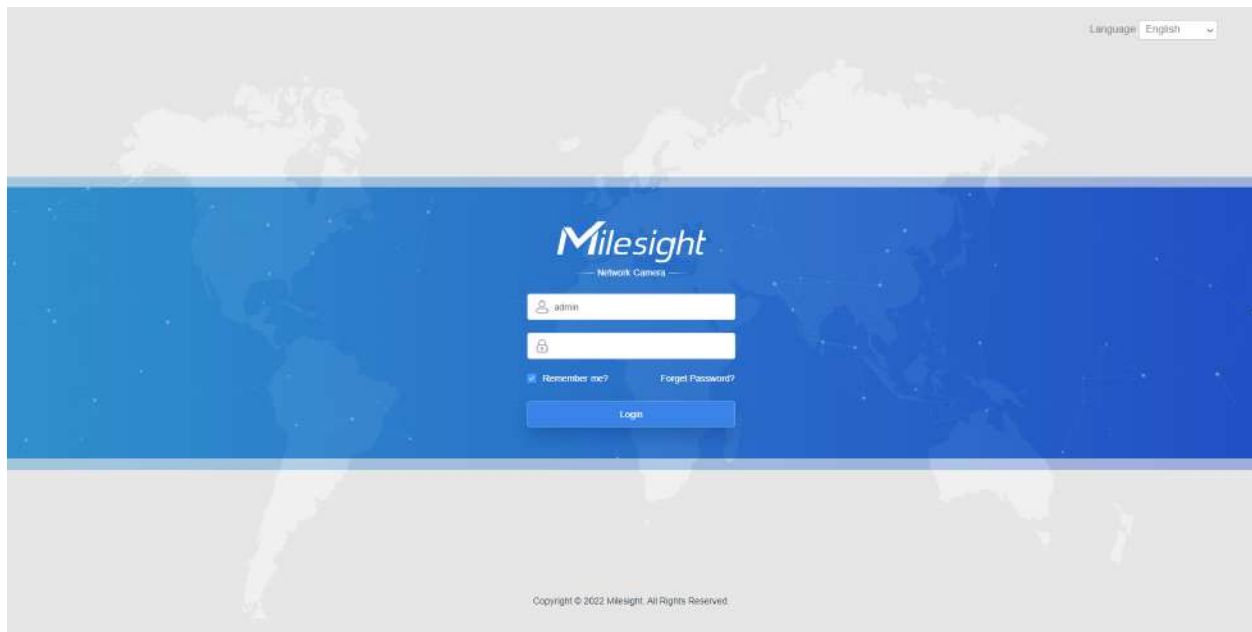 Language English
Milesight
Network Camera
admin
Remember me? Forget Password?
Login
Copyright © 2022 Milesight. All Rights Reserved.